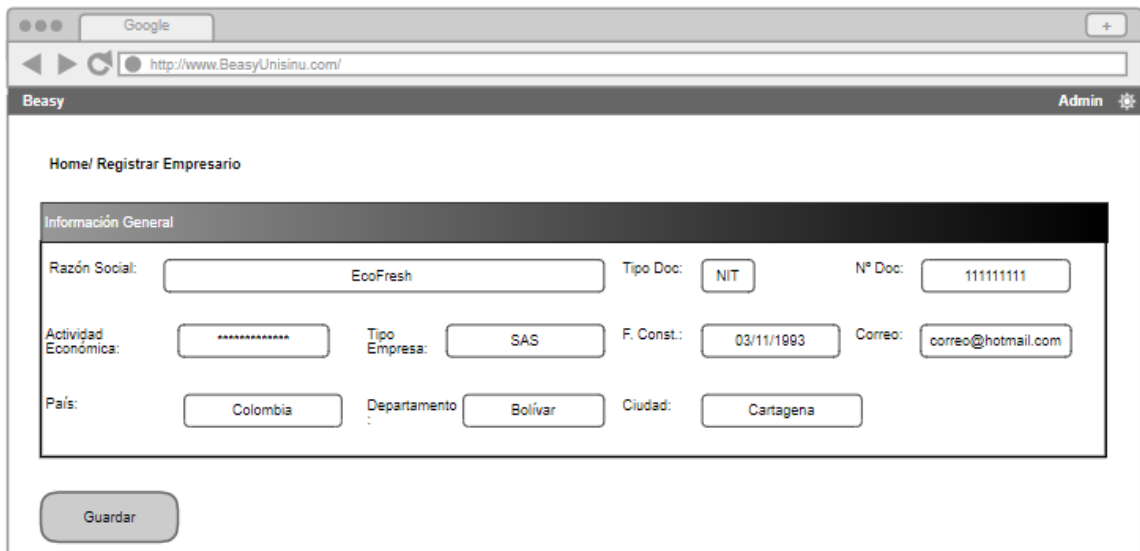 Google
+
http://www.BeasyUnisinu.com/
Beasy Admin
Home/ Registrar Empresario
Información General
Razón Social: EcoFresh Tipo Doc: NIT Nº Doc: 111111111
Actividad Económica: ************* Tipo Empresa: SAS F. Const.: 03/11/1993 Correo: correo@hotmail.com
País: Colombia Departamento: Bolívar Ciudad: Cartagena
Guardar